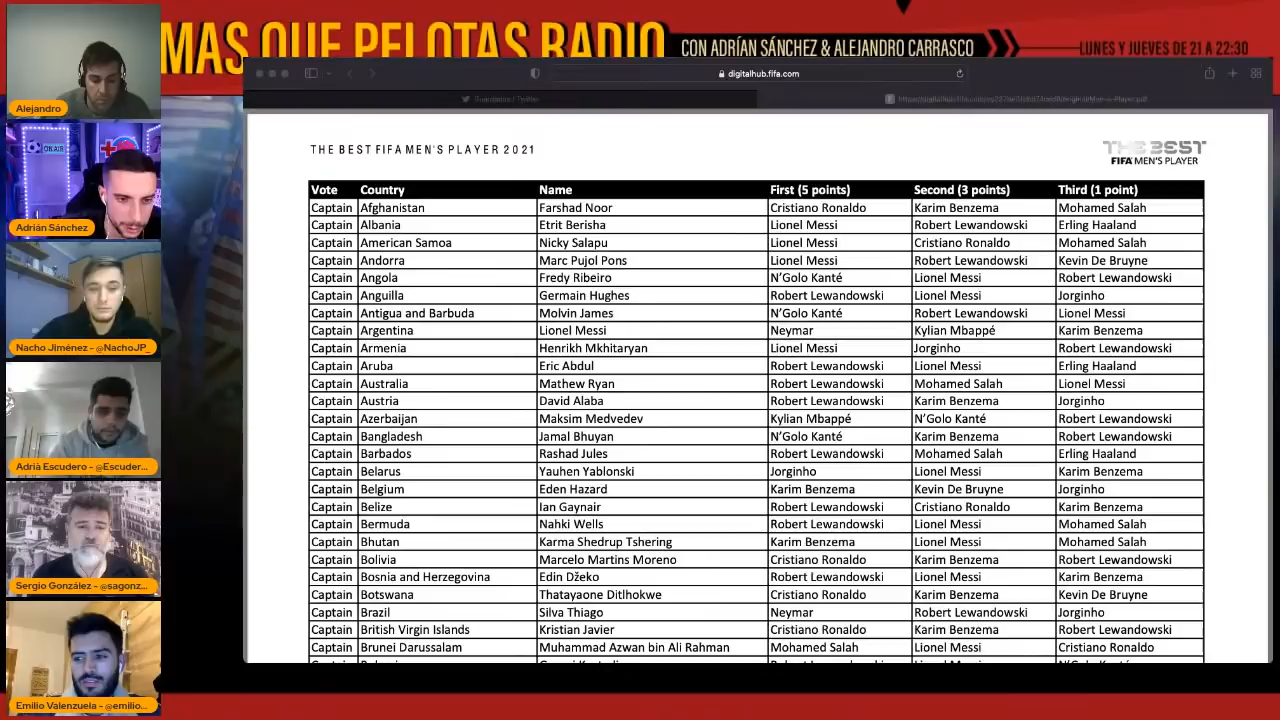 MAS QUE PELOTAS RADIO
CON ADRÍAN SÁNCHEZ & ALEJANDRO CARRASCO
LUNES Y JUEVES DE 21 A 22:30
digitalhub.fifa.com
Alejandro
ON AIR
Adrián Sánchez
Nacho Jiménez - @NachoJP_
Adrià Escudero - @Escuder...
Sergio González - @sagonz...
Emilio Valenzuela - @emilio...
THE BEST FIFA MEN'S PLAYER 2021
THE BEST
FIFA MEN'S PLAYER
Vote Country Name First (5 points) Second (3 points) Third (1 point)
Captain Afghanistan Farshad Noor Cristiano Ronaldo Karim Benzema Mohamed Salah
Captain Albania Etrit Berisha Lionel Messi Robert Lewandowski Erling Haaland
Captain American Samoa Nicky Salapu Lionel Messi Cristiano Ronaldo Mohamed Salah
Captain Andorra Marc Pujol Pons Lionel Messi Robert Lewandowski Kevin De Bruyne
Captain Angola Fredy Ribeiro N'Golo Kanté Lionel Messi Robert Lewandowski
Captain Anguilla Germain Hughes Robert Lewandowski Lionel Messi Jorginho
Captain Antigua and Barbuda Molvin James N'Golo Kanté Robert Lewandowski Lionel Messi
Captain Argentina Lionel Messi Neymar Kylian Mbappé Karim Benzema
Captain Armenia Henrikh Mkhitaryan Lionel Messi Jorginho Robert Lewandowski
Captain Aruba Eric Abdul Robert Lewandowski Lionel Messi Erling Haaland
Captain Australia Mathew Ryan Robert Lewandowski Mohamed Salah Lionel Messi
Captain Austria David Alaba Robert Lewandowski Karim Benzema Jorginho
Captain Azerbaijan Maksim Medvedev Kylian Mbappé N'Golo Kanté Robert Lewandowski
Captain Bangladesh Jamal Bhuyan N'Golo Kanté Karim Benzema Robert Lewandowski
Captain Barbados Rashad Jules Robert Lewandowski Mohamed Salah Erling Haaland
Captain Belarus Yauhen Yablonski Jorginho Lionel Messi Karim Benzema
Captain Belgium Eden Hazard Karim Benzema Kevin De Bruyne Jorginho
Captain Belize Ian Gaynair Robert Lewandowski Cristiano Ronaldo Karim Benzema
Captain Bermuda Nahki Wells Robert Lewandowski Lionel Messi Mohamed Salah
Captain Bhutan Karma Shedrup Tshering Karim Benzema Lionel Messi Mohamed Salah
Captain Bolivia Marcelo Martins Moreno Cristiano Ronaldo Karim Benzema Robert Lewandowski
Captain Bosnia and Herzegovina Edin Džeko Robert Lewandowski Lionel Messi Karim Benzema
Captain Botswana Thatayaone Ditlhokwe Cristiano Ronaldo Karim Benzema Kevin De Bruyne
Captain Brazil Silva Thiago Neymar Robert Lewandowski Jorginho
Captain British Virgin Islands Kristian Javier Cristiano Ronaldo Karim Benzema Robert Lewandowski
Captain Brunei Darussalam Muhammad Azwan bin Ali Rahman Mohamed Salah Lionel Messi Cristiano Ronaldo